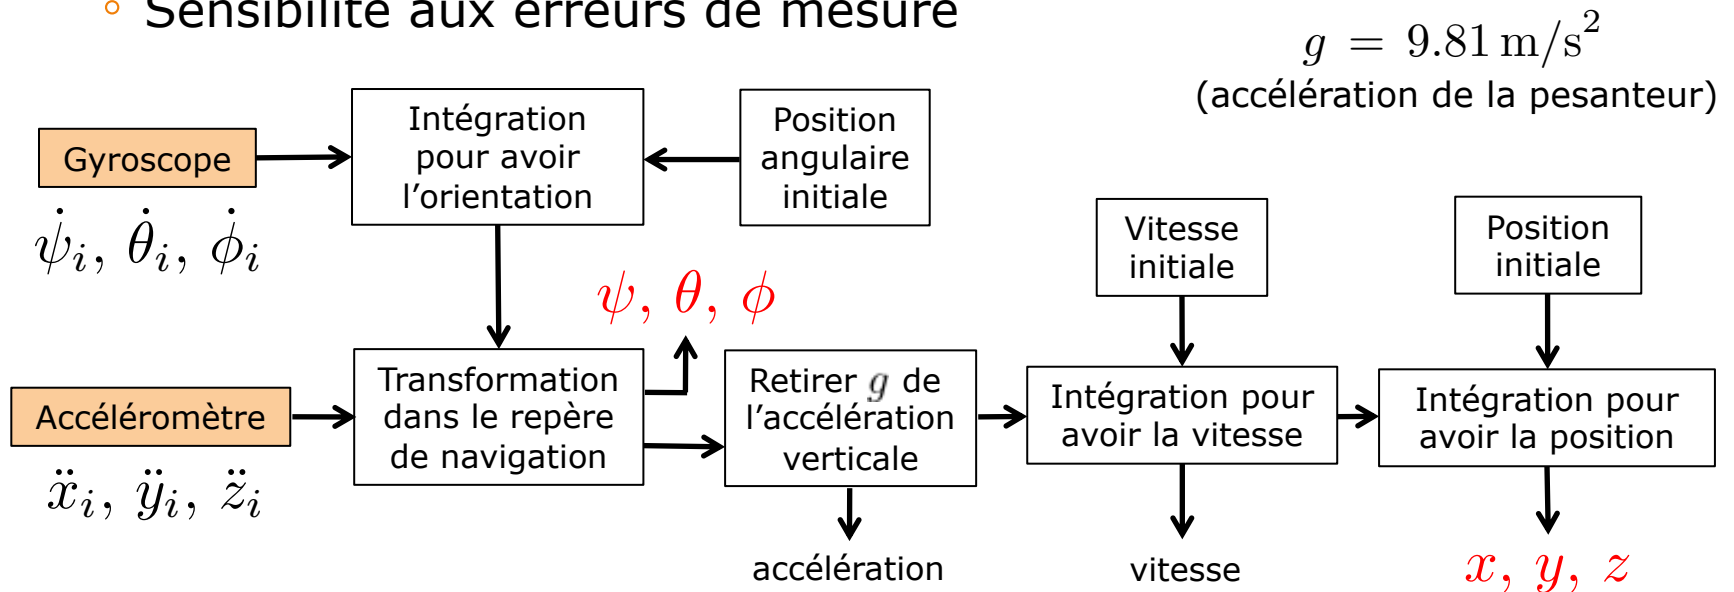 ° Sensibilité aux erreurs de mesure
g = 9.81 m/s²
(accélération de la pesanteur)
Gyroscope
ψ̇ᵢ, θ̇ᵢ, ϕ̇ᵢ
Intégration
pour avoir
l’orientation
Position
angulaire
initiale
Vitesse
initiale
Position
initiale
ψ, θ, ϕ
Accéléromètre
ẍᵢ, ÿᵢ, z̈ᵢ
Transformation
dans le repère
de navigation
Retirer g de
l’accélération
verticale
Intégration pour
avoir la vitesse
Intégration pour
avoir la position
accélération
vitesse
x, y, z